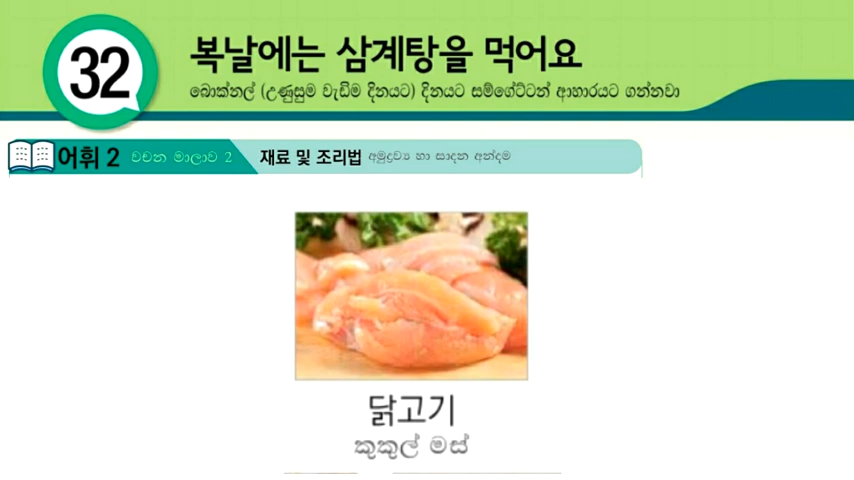 32
복날에는 삼계탕을 먹어요
බොක්නල් (උණුසුම වැඩිම දිනයට) දිනයට සම්ගේට්ටන් ආහාරයට ගන්නවා
어휘 2 වචන මාලාව 2 재료 및 조리법 අමුද්‍රව්‍ය හා සාදන අන්දම
닭고기
කුකුල් මස්